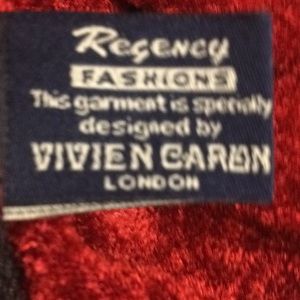 Regency
FASHIONS
This garment is specially
designed by
VIVIEN CARON
LONDON